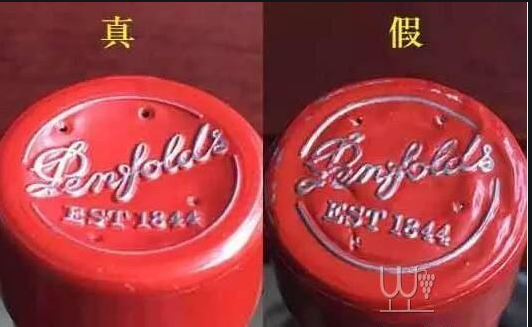 真
假
Penfolds
EST 1844
Penfolds
EST 1844